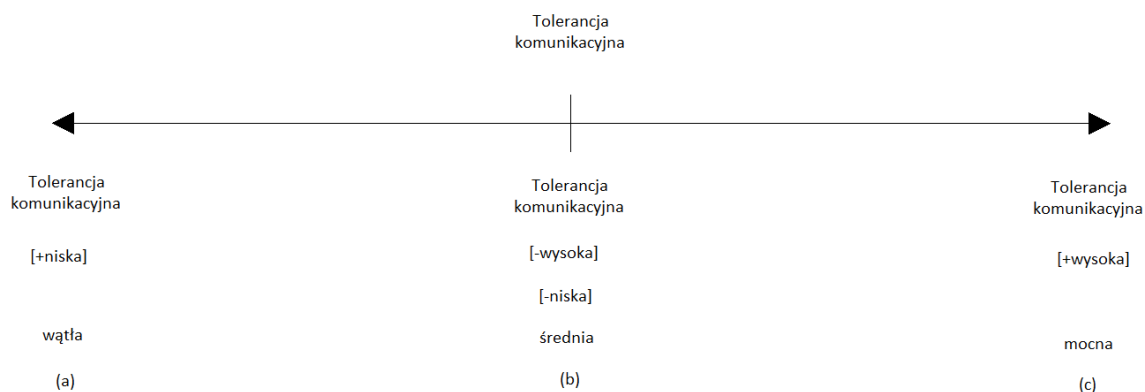 Tolerancja
komunikacyjna
Tolerancja
komunikacyjna
[+niska]
wątła
(a)
Tolerancja
komunikacyjna
[-wysoka]
[-niska]
średnia
(b)
Tolerancja
komunikacyjna
[+wysoka]
mocna
(c)